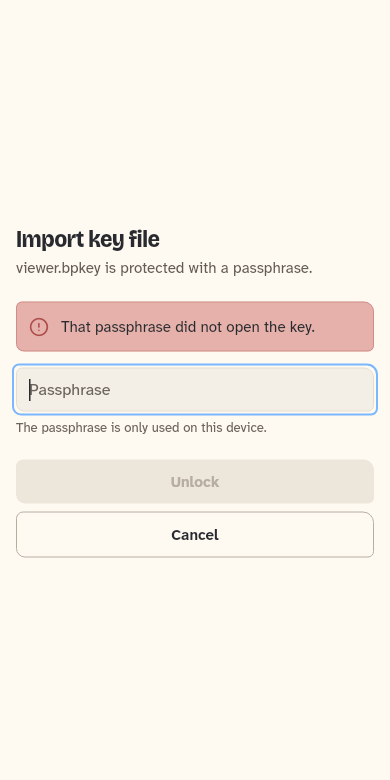 Import key file
viewer.bpkey is protected with a passphrase.
That passphrase did not open the key.
Passphrase
The passphrase is only used on this device.
Unlock
Cancel